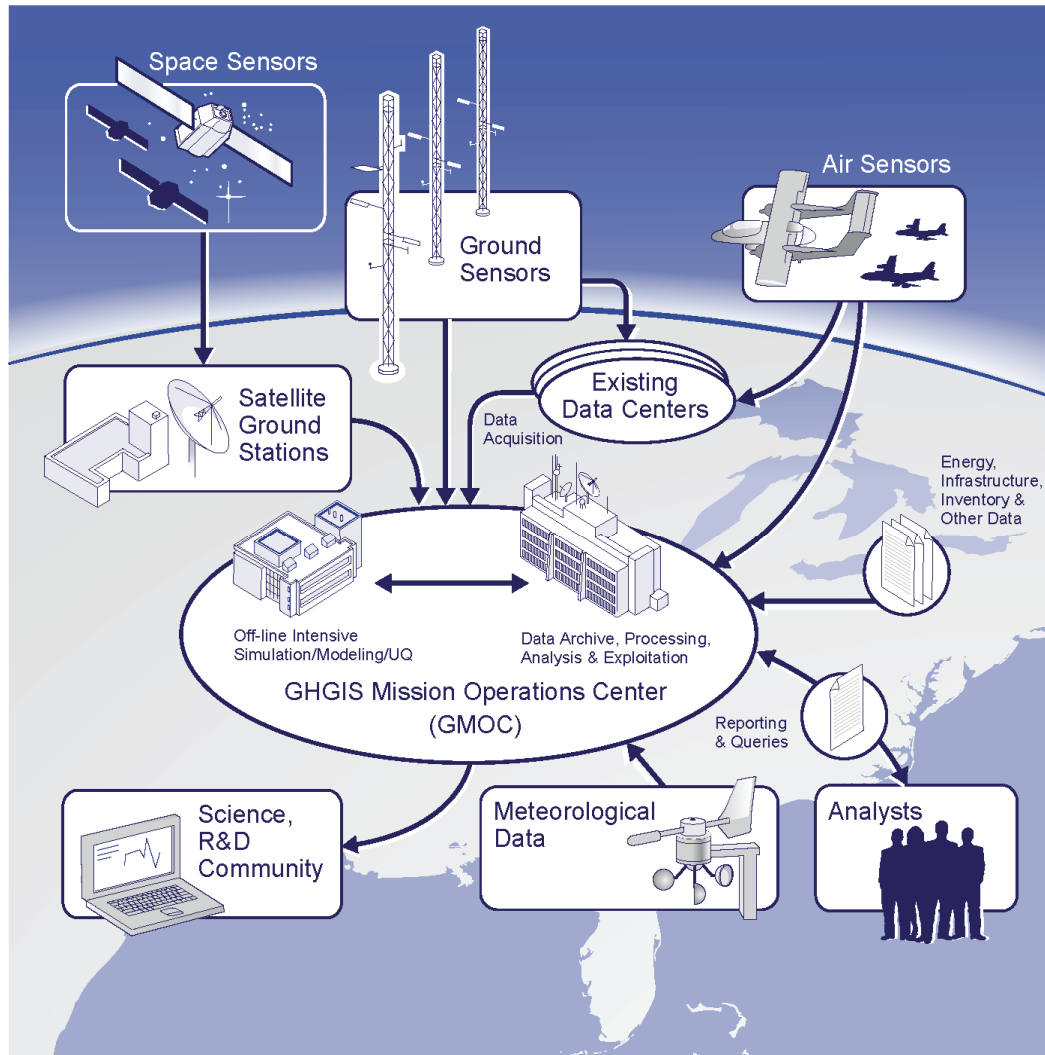 Space Sensors
Air Sensors
Ground
Sensors
Satellite
Ground
Stations
Existing
Data Centers
Data
Acquisition
Energy,
Infrastructure,
Inventory &
Other Data
Off-line Intensive
Simulation/Modeling/UQ
Data Archive, Processing,
Analysis & Exploitation
GHGIS Mission Operations Center
(GMOC)
Reporting
& Queries
Science,
R&D
Community
Meteorological
Data
Analysts